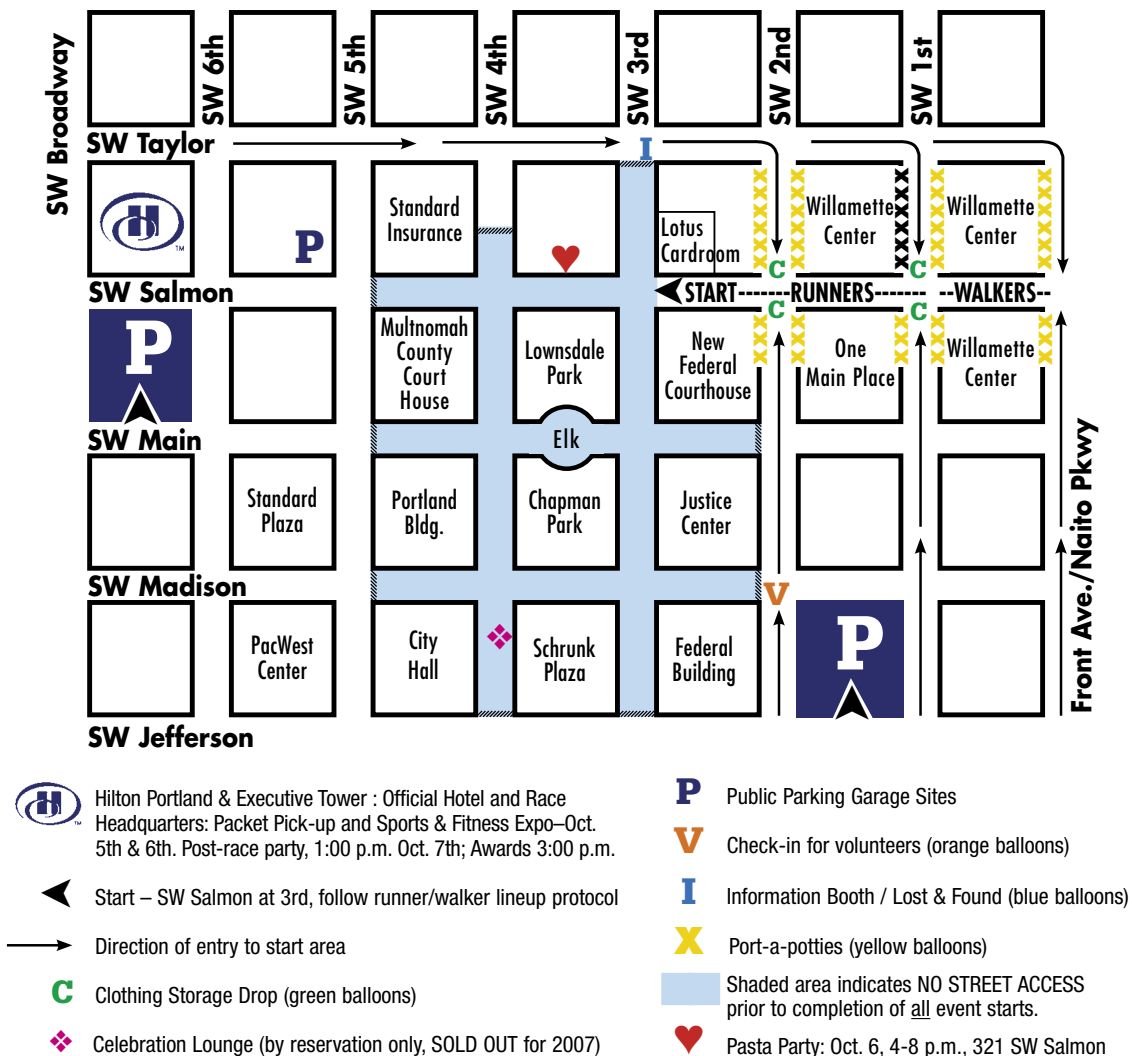 SW Broadway
SW 6th
SW 5th
SW 4th
SW 3rd
SW 2nd
SW 1st
SW Taylor
I
H
TM
P
Standard
Insurance
Lotus
Cardroom
X X X X X X
X X X X X X
Willamette
Center
X X X X X X
X X X X X X
Willamette
Center
X X X X X X
C
C
SW Salmon
START-------RUNNERS------- --WALKERS--
C
C
P
Multnomah
County
Court
House
Lownsdale
Park
New
Federal
Courthouse
X X X
X X X
One
Main Place
X X X
X X X
Willamette
Center
X X X
SW Main
Elk
Front Ave./Naito Pkwy
Standard
Plaza
Portland
Bldg.
Chapman
Park
Justice
Center
SW Madison
V
PacWest
Center
City
Hall
Schrunk
Plaza
Federal
Building
P
SW Jefferson
H
TM
Hilton Portland & Executive Tower : Official Hotel and Race
Headquarters: Packet Pick-up and Sports & Fitness Expo–Oct.
5th & 6th. Post-race party, 1:00 p.m. Oct. 7th; Awards 3:00 p.m.
Start – SW Salmon at 3rd, follow runner/walker lineup protocol
Direction of entry to start area
C Clothing Storage Drop (green balloons)
Celebration Lounge (by reservation only, SOLD OUT for 2007)
P Public Parking Garage Sites
V Check-in for volunteers (orange balloons)
I Information Booth / Lost & Found (blue balloons)
X Port-a-potties (yellow balloons)
Shaded area indicates NO STREET ACCESS
prior to completion of all event starts.
Pasta Party: Oct. 6, 4-8 p.m., 321 SW Salmon